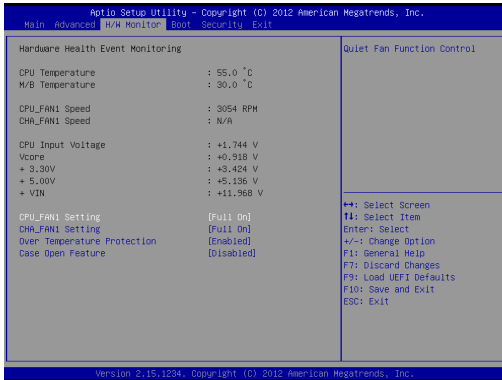 Aptio Setup Utility – Copyright (C) 2012 American Megatrends, Inc.
Main Advanced H/W Monitor Boot Security Exit
Hardware Health Event Monitoring
CPU Temperature : 55.0 °C
M/B Temperature : 30.0 °C
CPU_FAN1 Speed : 3054 RPM
CHA_FAN1 Speed : N/A
CPU Input Voltage : +1.744 V
Vcore : +0.918 V
+ 3.30V : +3.424 V
+ 5.00V : +5.136 V
+ VIN : +11.968 V
CPU_FAN1 Setting [Full On]
CHA_FAN1 Setting [Full On]
Over Temperature Protection [Enabled]
Case Open Feature [Disabled]
Quiet Fan Function Control
↔: Select Screen
↑↓: Select Item
Enter: Select
+/-: Change Option
F1: General Help
F7: Discard Changes
F9: Load UEFI Defaults
F10: Save and Exit
ESC: Exit
Version 2.15.1234. Copyright (C) 2012 American Megatrends, Inc.